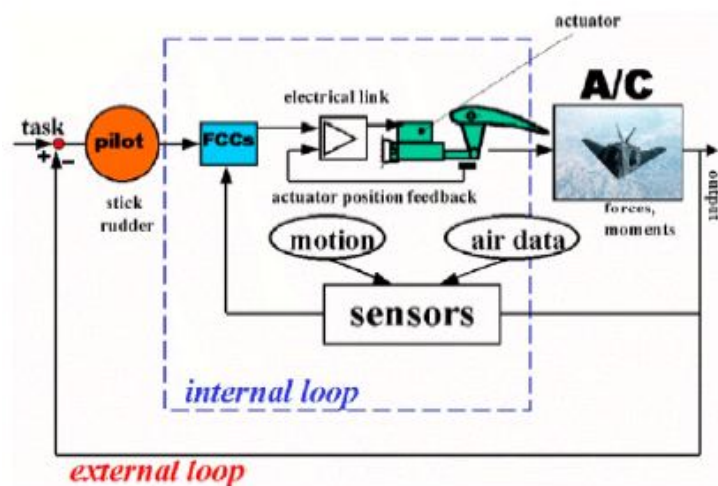 actuator
A/C
electrical link
task
+
-
pilot
FCCs
stick
rudder
actuator position feedback
forces,
moments
output
motion
air data
sensors
internal loop
external loop